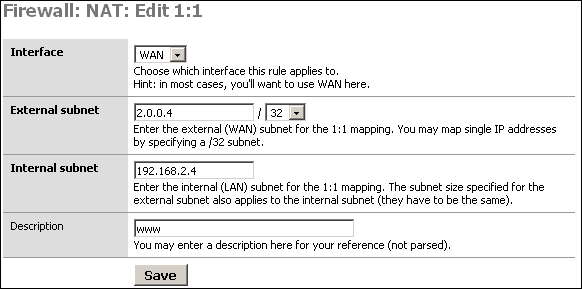 Firewall: NAT: Edit 1:1
Interface
WAN
Choose which interface this rule applies to.
Hint: in most cases, you'll want to use WAN here.
External subnet
2.0.0.4 / 32
Enter the external (WAN) subnet for the 1:1 mapping. You may map single IP addresses
by specifying a /32 subnet.
Internal subnet
192.168.2.4
Enter the internal (LAN) subnet for the 1:1 mapping. The subnet size specified for the
external subnet also applies to the internal subnet (they have to be the same).
Description
www
You may enter a description here for your reference (not parsed).
Save